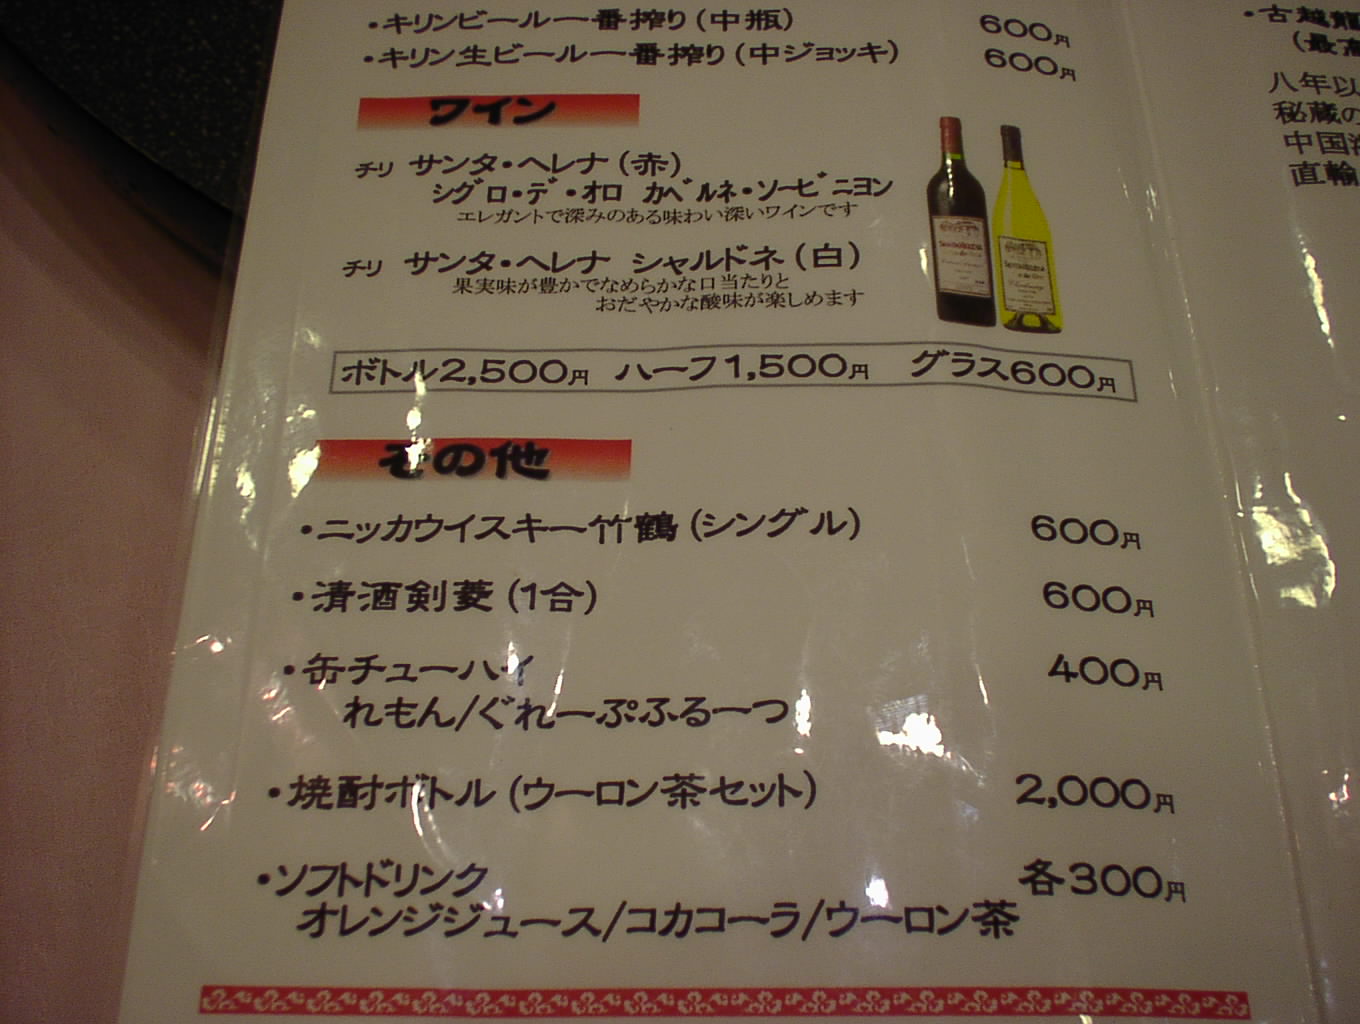 ・キリンビール一番搾り（中瓶） 600円
・キリン生ビール一番搾り（中ジョッキ） 600円
ワイン
チリ サンタ・ヘレナ（赤）
シグロ・デ・オロ カベルネ・ソービニヨン
エレガントで深みのある味わい深いワインです
チリ サンタ・ヘレナ シャルドネ（白）
果実味が豊かでなめらかな口当たりと
おだやかな酸味が楽しめます
ボトル2,500円 ハーフ1,500円 グラス600円
その他
・ニッカウイスキー竹鶴（シングル） 600円
・清酒剣菱（1合） 600円
・缶チューハイ 400円
れもん/ぐれーぷふるーつ
・焼酎ボトル（ウーロン茶セット） 2,000円
・ソフトドリンク 各300円
オレンジジュース/コカコーラ/ウーロン茶
・古越龍
（最高
八年以
秘蔵の
中国
直輸